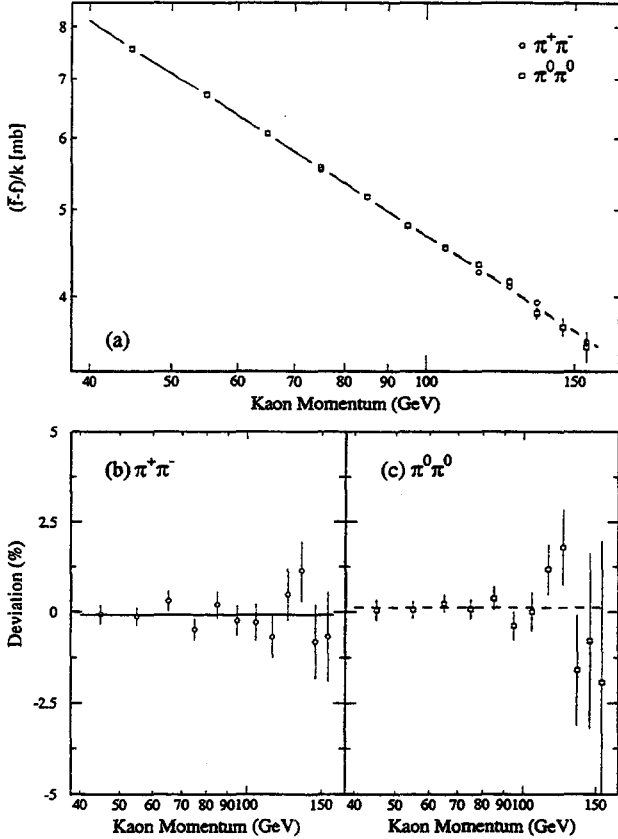 8
7
6
5
4
(f̄-f)/k [mb]
π⁺π⁻
π⁰π⁰
(a)
40 50 60 70 80 90 100 150
Kaon Momentum (GeV)
5
2.5
0
-2.5
-5
Deviation (%)
(b) π⁺π⁻
(c) π⁰π⁰
40 50 60 70 80 90 100 150
40 50 60 70 80 90 100 150
Kaon Momentum (GeV)
Kaon Momentum (GeV)